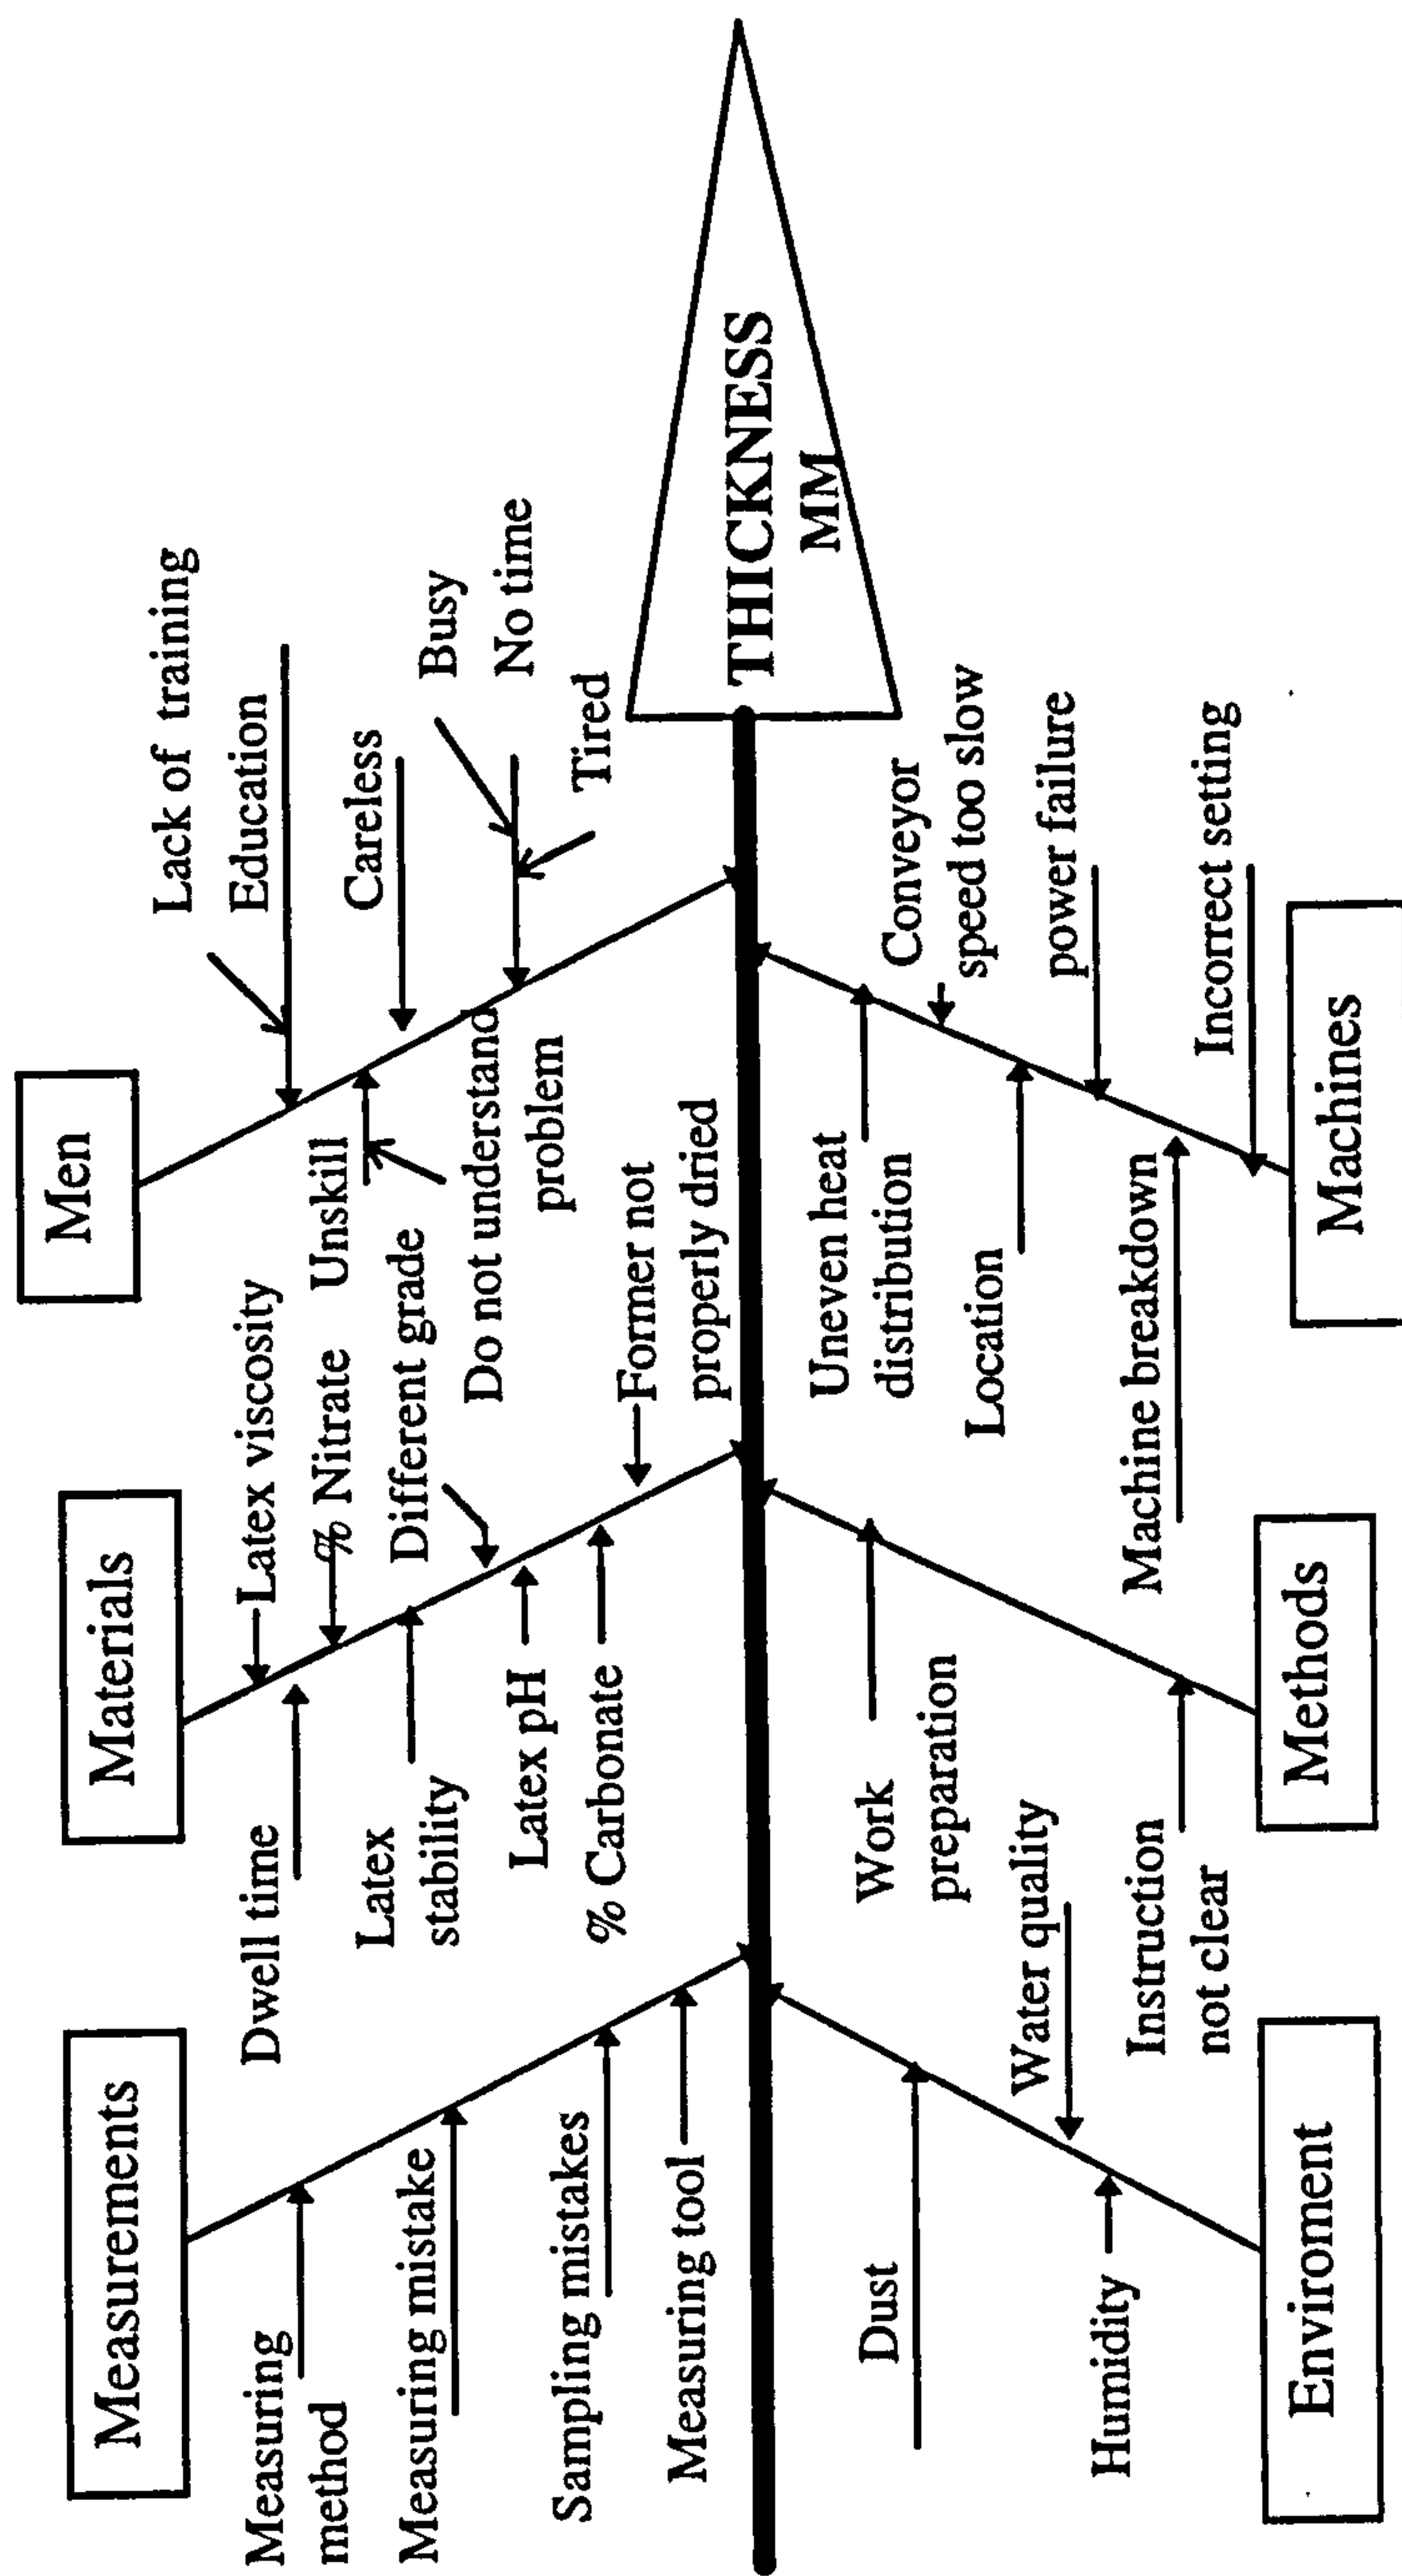 Measurements
Materials
Men
Measuring
method
Measuring mistake
Sampling mistakes
Measuring tool
Dwell time
Latex viscosity
% Nitrate
Latex
stability
Different grade
Latex pH
% Carbonate
Former not
properly dried
Lack of training
Education
Unskill
Careless
Do not understand
problem
Busy
No time
Tired
THICKNESS
MM
Dust
Water quality
Humidity
Work
preparation
Instruction
not clear
Uneven heat
distribution
Conveyor
speed too slow
Location
power failure
Machine breakdown
Incorrect setting
Enviroment
Methods
Machines